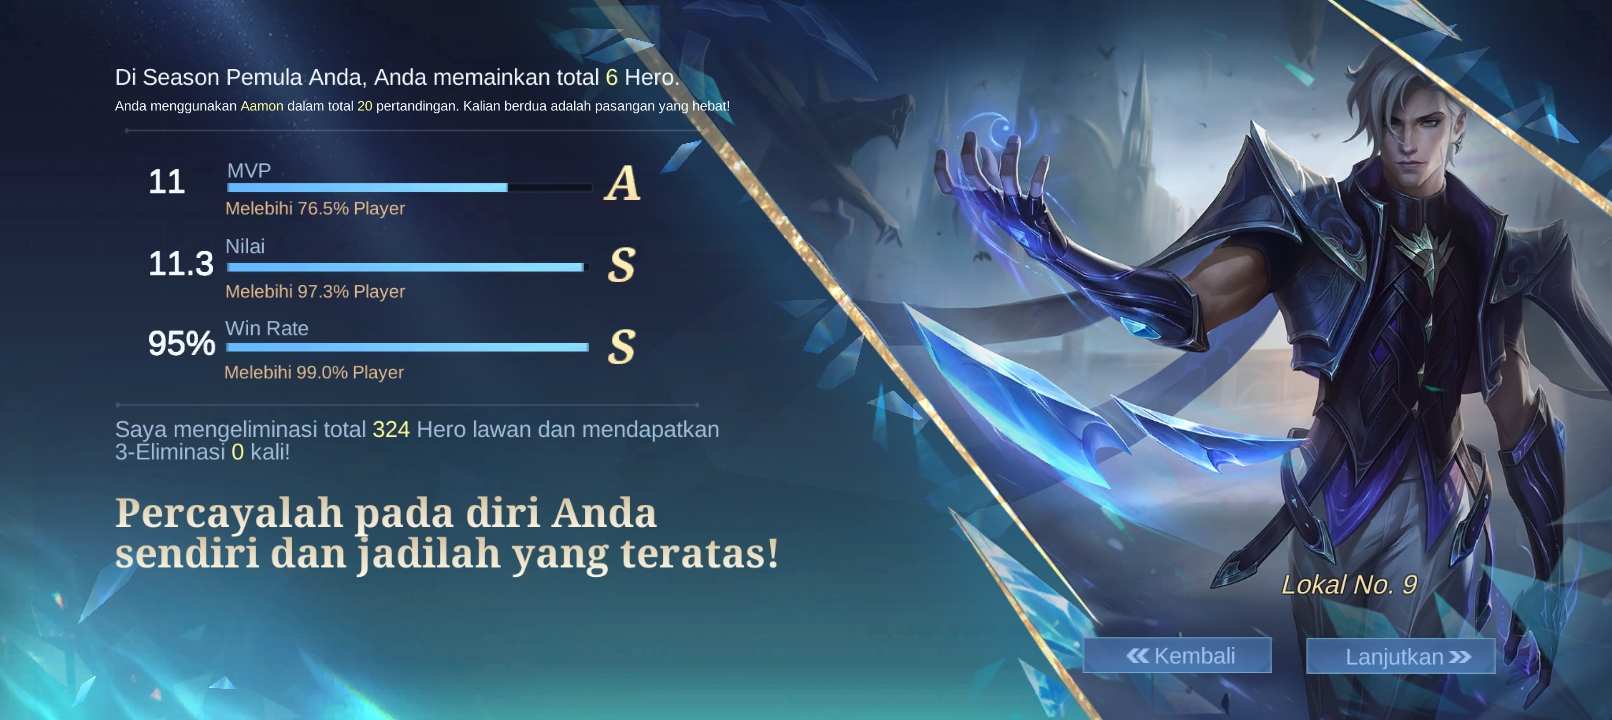 Di Season Pemula Anda, Anda memainkan total 6 Hero.
Anda menggunakan Aamon dalam total 20 pertandingan. Kalian berdua adalah pasangan yang hebat!
11
MVP
Melebihi 76.5% Player
A
11.3
Nilai
Melebihi 97.3% Player
S
95%
Win Rate
Melebihi 99.0% Player
S
Saya mengeliminasi total 324 Hero lawan dan mendapatkan
3-Eliminasi 0 kali!
Percayalah pada diri Anda
sendiri dan jadilah yang teratas!
Lokal No. 9
Kembali
Lanjutkan